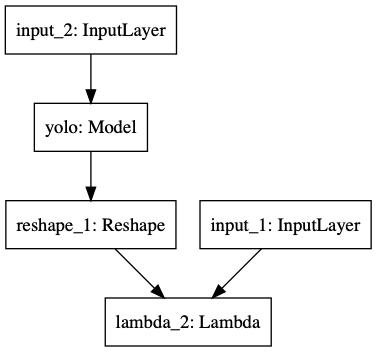 input_2: InputLayer
yolo: Model
reshape_1: Reshape
input_1: InputLayer
lambda_2: Lambda